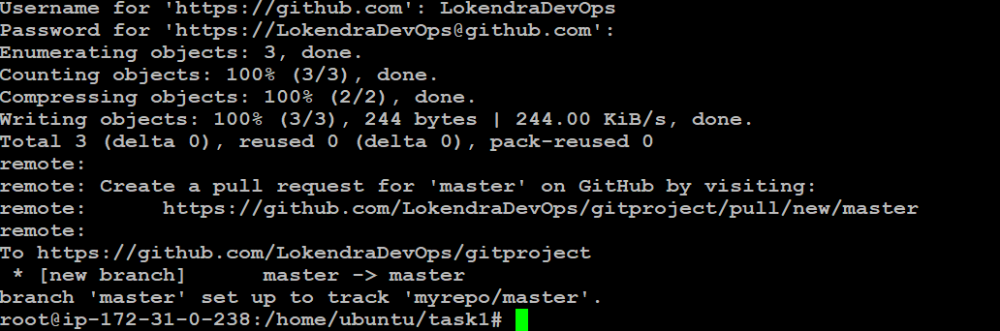 Username for 'https://github.com': LokendraDevOps
Password for 'https://LokendraDevOps@github.com':
Enumerating objects: 3, done.
Counting objects: 100% (3/3), done.
Compressing objects: 100% (2/2), done.
Writing objects: 100% (3/3), 244 bytes | 244.00 KiB/s, done.
Total 3 (delta 0), reused 0 (delta 0), pack-reused 0
remote:
remote: Create a pull request for 'master' on GitHub by visiting:
remote:      https://github.com/LokendraDevOps/gitproject/pull/new/master
remote:
To https://github.com/LokendraDevOps/gitproject
 * [new branch]      master -> master
branch 'master' set up to track 'myrepo/master'.
root@ip-172-31-0-238:/home/ubuntu/task1#